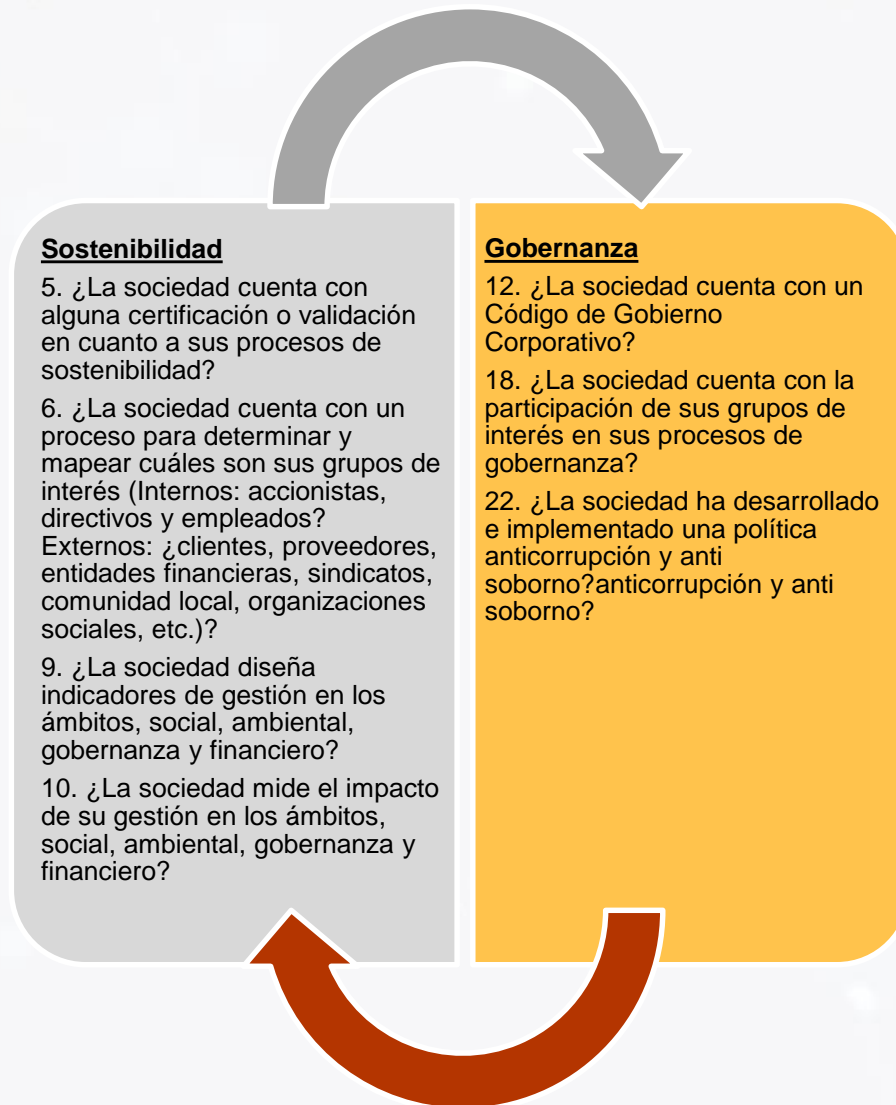 Sostenibilidad
5. ¿La sociedad cuenta con
alguna certificación o validación
en cuanto a sus procesos de
sostenibilidad?
6. ¿La sociedad cuenta con un
proceso para determinar y
mapear cuáles son sus grupos de
interés (Internos: accionistas,
directivos y empleados?
Externos: ¿clientes, proveedores,
entidades financieras, sindicatos,
comunidad local, organizaciones
sociales, etc.)?
9. ¿La sociedad diseña
indicadores de gestión en los
ámbitos, social, ambiental,
gobernanza y financiero?
10. ¿La sociedad mide el impacto
de su gestión en los ámbitos,
social, ambiental, gobernanza y
financiero?
Gobernanza
12. ¿La sociedad cuenta con un
Código de Gobierno
Corporativo?
18. ¿La sociedad cuenta con la
participación de sus grupos de
interés en sus procesos de
gobernanza?
22. ¿La sociedad ha desarrollado
e implementado una política
anticorrupción y anti
soborno?anticorrupción y anti
soborno?